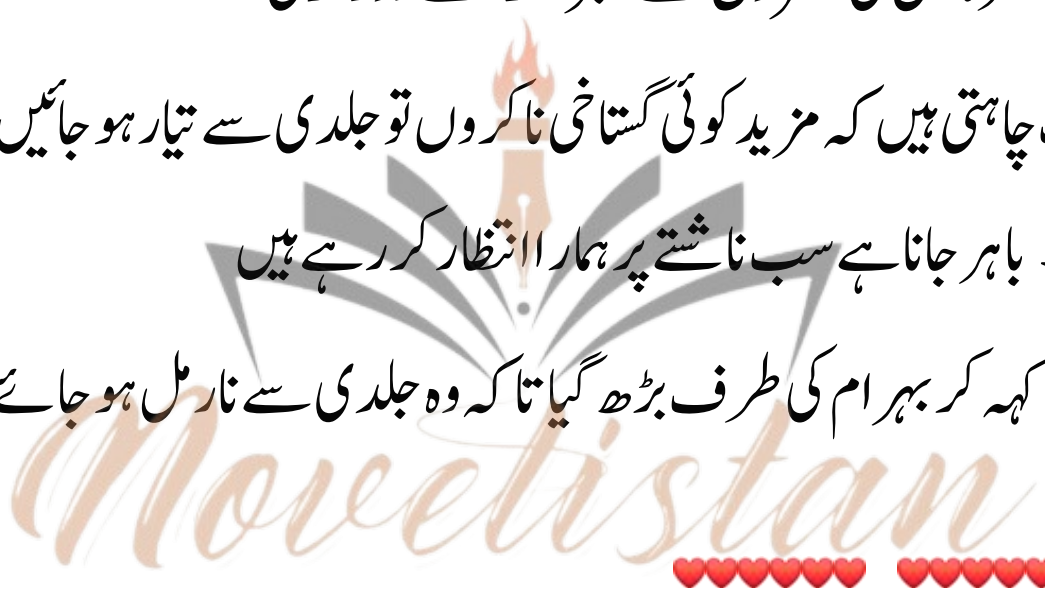 چاہتی ہیں کہ مزید کوئی گستاخی نا کروں تو جلدی سے تیار ہو جائیں
باہر جانا ہے سب ناشتے پر ہمارا انتظار کر رہے ہیں
کہہ کر بہرام کی طرف بڑھ گیا تاکہ وہ جلدی سے نارمل ہو جائے
Novelistan